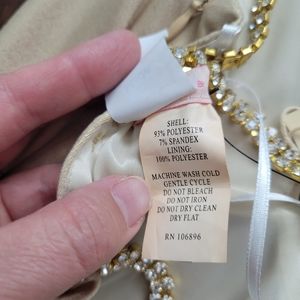 SHELL:
93% POLYESTER
7% SPANDEX
LINING:
100% POLYESTER
MACHINE WASH COLD
GENTLE CYCLE
DO NOT BLEACH
DO NOT IRON
DO NOT DRY CLEAN
DRY FLAT
RN 106896